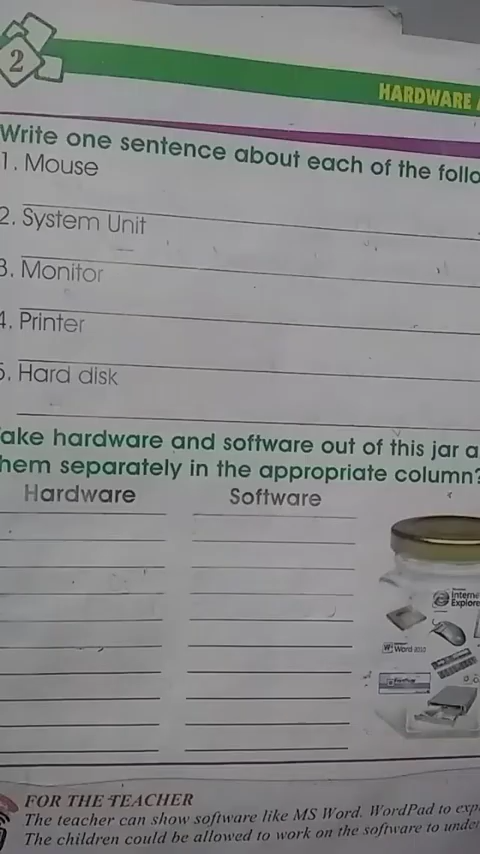 2
HARDWARE
Write one sentence about each of the follo
1. Mouse
2. System Unit
3. Monitor
4. Printer
5. Hard disk
ake hardware and software out of this jar a
hem separately in the appropriate column?
Hardware Software
Interne
Explore
Word 2010
FOR THE TEACHER
The teacher can show software like MS Word. WordPad to exp
The children could be allowed to work on the software to under